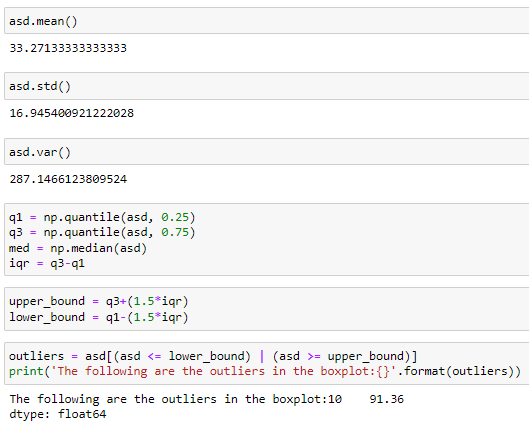 asd.mean()
33.27133333333333
asd.std()
16.945400921222028
asd.var()
287.1466123809524
q1 = np.quantile(asd, 0.25)
q3 = np.quantile(asd, 0.75)
med = np.median(asd)
iqr = q3-q1
upper_bound = q3+(1.5*iqr)
lower_bound = q1-(1.5*iqr)
outliers = asd[(asd <= lower_bound) | (asd >= upper_bound)]
print('The following are the outliers in the boxplot:{}'.format(outliers))
The following are the outliers in the boxplot:10    91.36
dtype: float64